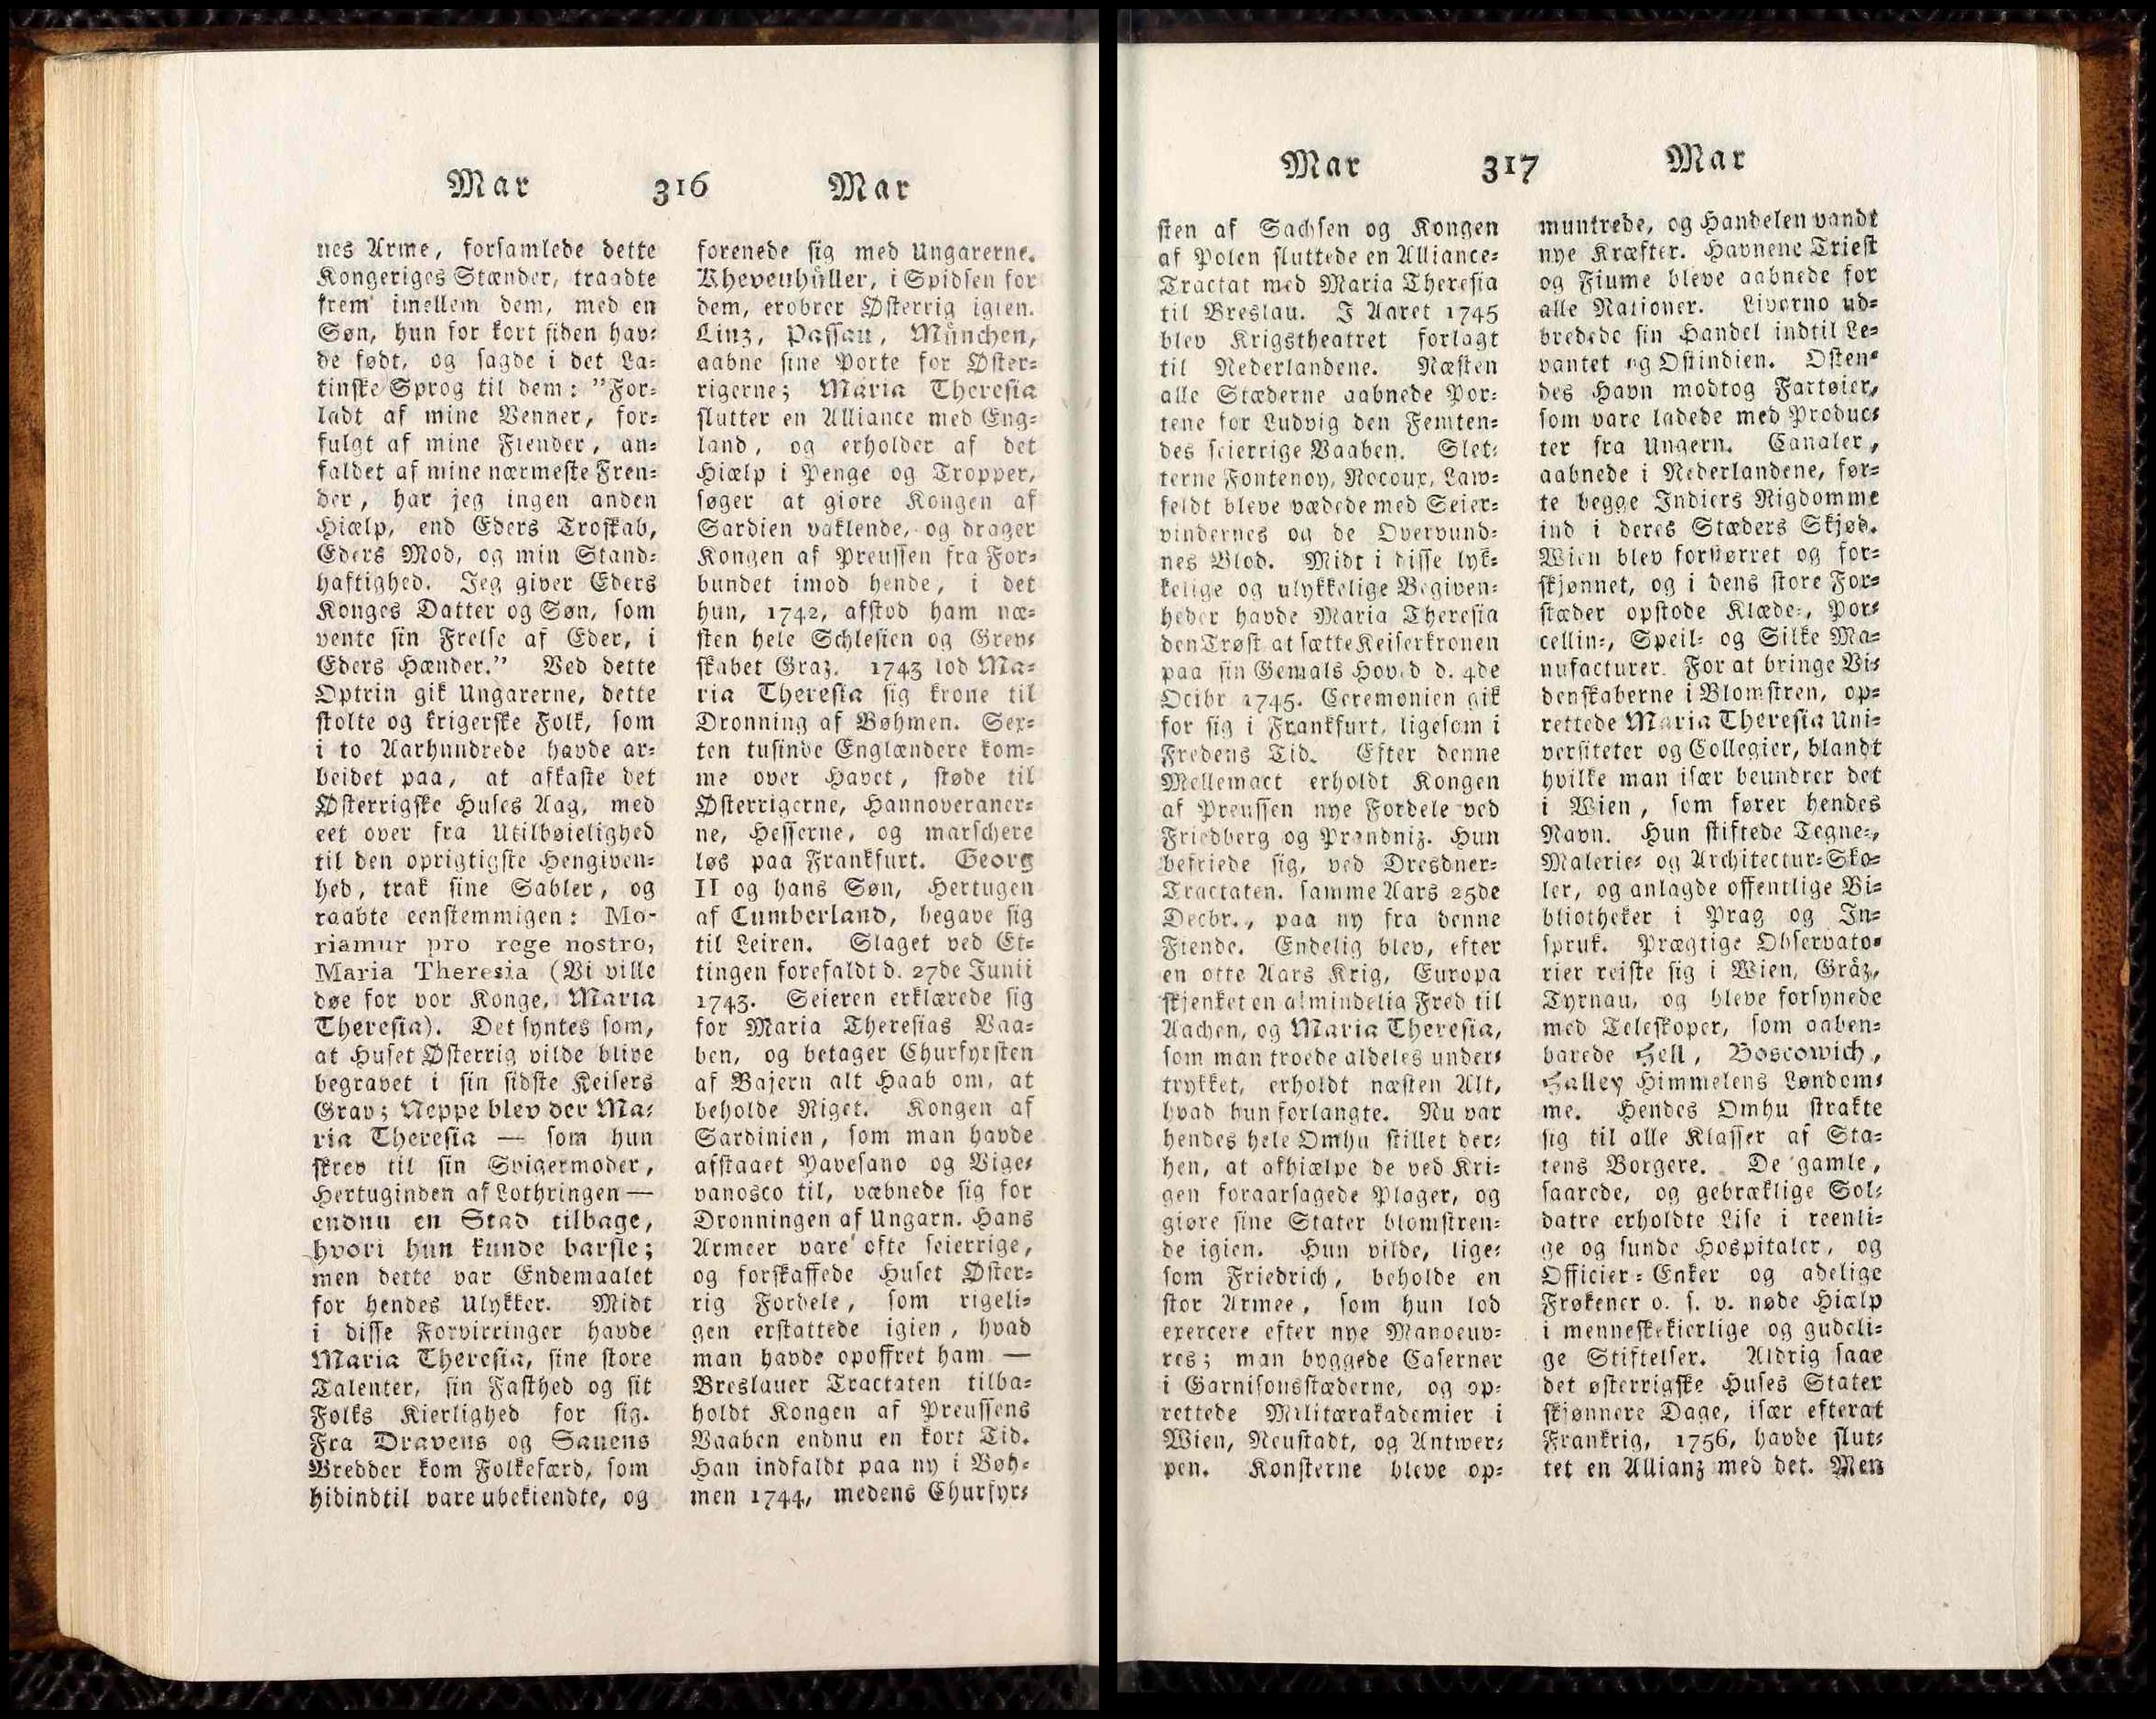 Mar 316 Mar
nes Arme, forsamlede dette
Kongeriges Stænder, traadte
frem imellem dem, med en
Søn, hun for kort siden hav-
de født, og sagde i det La-
tinske Sprog til dem: "For-
ladt af mine Venner, for-
fulgt af mine Fiender, an-
faldet af mine nærmeste Fren-
der, har jeg ingen anden
Hiælp, end Eders Troskab,
Eders Mod, og min Stand-
haftighed. Jeg giver Eders
Konges Datter og Søn, som
vente sin Frelse af Eder, i
Eders Hænder." Ved dette
Optrin gik Ungarerne, dette
stolte og krigerske Folk, som
i to Aarhundrede havde ar-
beidet paa, at afkaste det
Østerrigske Huses Aag, med
eet over fra Utilbøielighed
til den oprigtigste Hengiven-
hed, trak sine Sabler, og
raabte eenstemmigen: Mo-
riamur pro rege nostro,
Maria Theresia (Vi ville
døe for vor Konge, Maria
Theresia). Det syntes som,
at Huset Østerrig vilde blive
begravet i sin sidste Keisers
Grav; Neppe blev der Ma-
ria Theresia — som hun
skrev til sin Svigermoder,
Hertuginden af Lothringen —
endnu en Stad tilbage,
hvori hun kunde barsle;
men dette var Endemaalet
for hendes Ulykker. Midt
i disse Forvirringer havde
Maria Theresia, sine store
Talenter, sin Fasthed og sit
Folks Kierlighed for sig.
Fra Dravens og Sauens
Bredder kom Folkefærd, som
hidindtil vare ubekiendte, og
forenede sig med Ungarerne.
Khevenhüller, i Spidsen for
dem, erobrer Østerrig igien.
Linz, Passau, München,
aabne sine Porte for Øster-
rigerne; Maria Theresia
slutter en Alliance med Eng-
land, og erholder af det
Hiælp i Penge og Tropper,
søger at giøre Kongen af
Sardien vaklende, og drager
Kongen af Preussen fra For-
bundet imod hende, i det
hun, 1742, afstod ham næ-
sten hele Schlesien og Grev-
skabet Graz. 1743 lod Ma-
ria Theresia sig krone til
Dronning af Bøhmen. Sex-
ten tusinde Englændere kom-
me over Havet, støde til
Østerrigerne, Hannoveraner-
ne, Hesserne, og marschere
løs paa Frankfurt. Georg
II og hans Søn, Hertugen
af Cumberland, begave sig
til Leiren. Slaget ved Et-
tingen forefaldt d. 27de Junii
1743. Seieren erklærede sig
for Maria Theresias Vaa-
ben, og betager Churfyrsten
af Bajern alt Haab om, at
beholde Riget. Kongen af
Sardinien, som man havde
afstaaet Pavesano og Vige-
vanosco til, væbnede sig for
Dronningen af Ungarn. Hans
Armeer vare ofte seierrige,
og forskaffede Huset Øster-
rig Fordele, som rigeli-
gen erstattede igien, hvad
man havde opoffret ham —
Breslauer Tractaten tilba-
holdt Kongen af Preussens
Vaaben endnu en kort Tid.
Han indfaldt paa ny i Bøh-
men 1744, medens Churfyr-
Mar 317 Mar
sten af Sachsen og Kongen
af Polen sluttede en Alliance-
Tractat med Maria Theresia
til Breslau. I Aaret 1745
blev Krigstheatret forlagt
til Nederlandene. Næsten
alle Stæderne aabnede Por-
tene for Ludvig den Femten-
des seierrige Vaaben. Slet-
terne Fontenoy, Rocoux, Law-
feldt bleve vædede med Seier-
vindernes og de Overvund-
nes Blod. Midt i disse lyk-
kelige og ulykkelige Begiven-
heder havde Maria Theresia
den Trøst at sætte Keiserkronen
paa sin Gemals Hoved d. 4de
Octbr 1745. Ceremonien gik
for sig i Frankfurt, ligesom i
Fredens Tid. Efter denne
Mellemact erholdt Kongen
af Preussen nye Fordele ved
Friedberg og Prandniz. Hun
befriede sig, ved Dresdner-
Tractaten, samme Aars 25de
Decbr., paa ny fra denne
Fiende. Endelig blev, efter
en otte Aars Krig, Europa
skjenket en almindelig Fred til
Aachen, og Maria Theresia,
som man troede aldeles under-
trykket, erholdt næsten Alt,
hvad hun forlangte. Nu var
hendes hele Omhu stillet der-
hen, at afhiælpe de ved Kri-
gen foraarsagede Plager, og
giøre sine Stater blomstren-
de igien. Hun vilde, lige-
som Friedrich, beholde en
stor Armee, som hun lod
exercere efter nye Manoeuv-
res; man byggede Caserner
i Garnisonsstæderne, og op-
rettede Militærakademier i
Wien, Neustadt, og Antwer-
pen. Konsterne bleve op-
muntrede, og Handelen vandt
nye Kræfter. Havnene Triest
og Fiume bleve aabnede for
alle Nationer. Livorno ud-
bredede sin Handel indtil Le-
vantet og Ostindien. Osten-
des Havn modtog Fartøier,
som vare ladede med Produc-
ter fra Ungern. Canaler,
aabnede i Nederlandene, før-
te begge Indiers Rigdomme
ind i deres Stæders Skjød.
Wien blev forstørret og for-
skjønnet, og i dens store For-
stæder opstode Klæde-, Por-
cellin-, Speil- og Silke Ma-
nufacturer. For at bringe Vi-
denskaberne i Blomstren, op-
rettede Maria Theresia Uni-
versiteter og Collegier, blandt
hvilke man især beundrer det
i Wien, som fører hendes
Navn. Hun stiftede Tegne-,
Malerie- og Architectur-Sko-
ler, og anlagde offentlige Bi-
bliotheker i Prag og In-
spruk. Prægtige Observato-
rier reiste sig i Wien, Gräz,
Tyrnau, og bleve forsynede
med Teleskoper, som aaben-
barede Hell, Boscowich,
Halley Himmelens Løndom-
me. Hendes Omhu strakte
sig til alle Klasser af Sta-
tens Borgere. De gamle,
saarede, og gebræklige Sol-
datre erholdte Lise i reenli-
ge og sunde Hospitaler, og
Officier-Enker og adelige
Frøkener o. s. v. nøde Hiælp
i menneskekierlige og gudeli-
ge Stiftelser. Aldrig saae
det østerrigske Huses Stater
skjønnere Dage, især efterat
Frankrig, 1756, havde slut-
tet en Allianz med det. Men